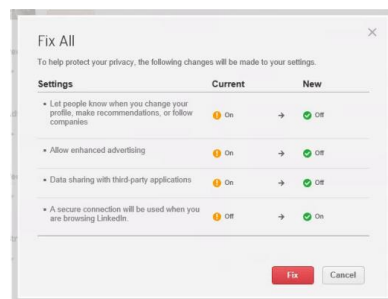 Fix All
To help protect your privacy, the following changes will be made to your settings.
Settings Current New
• Let people know when you change your
profile, make recommendations, or follow
companies
On → Off
• Allow enhanced advertising On → Off
• Data sharing with third-party applications On → Off
• A secure connection will be used when you
are browsing LinkedIn.
Off → On
Fix Cancel